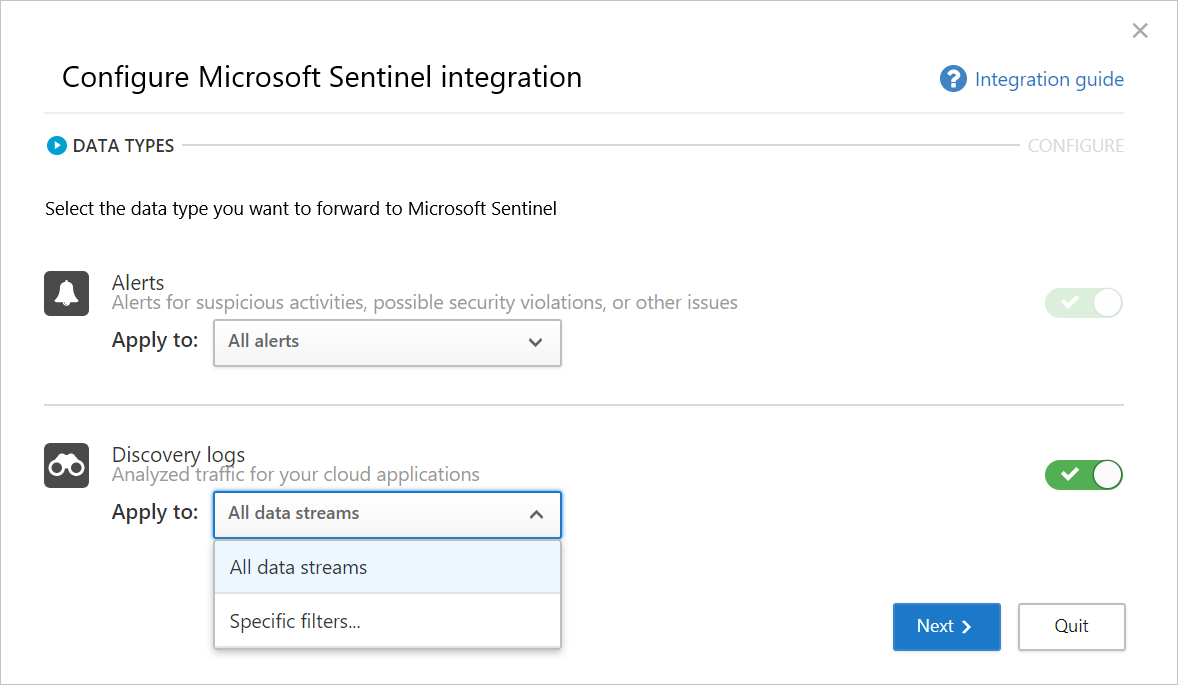 Configure Microsoft Sentinel integration
? Integration guide
DATA TYPES
CONFIGURE
Select the data type you want to forward to Microsoft Sentinel
Alerts
Alerts for suspicious activities, possible security violations, or other issues
Apply to: All alerts
Discovery logs
Analyzed traffic for your cloud applications
Apply to: All data streams
All data streams
Specific filters...
Next
Quit